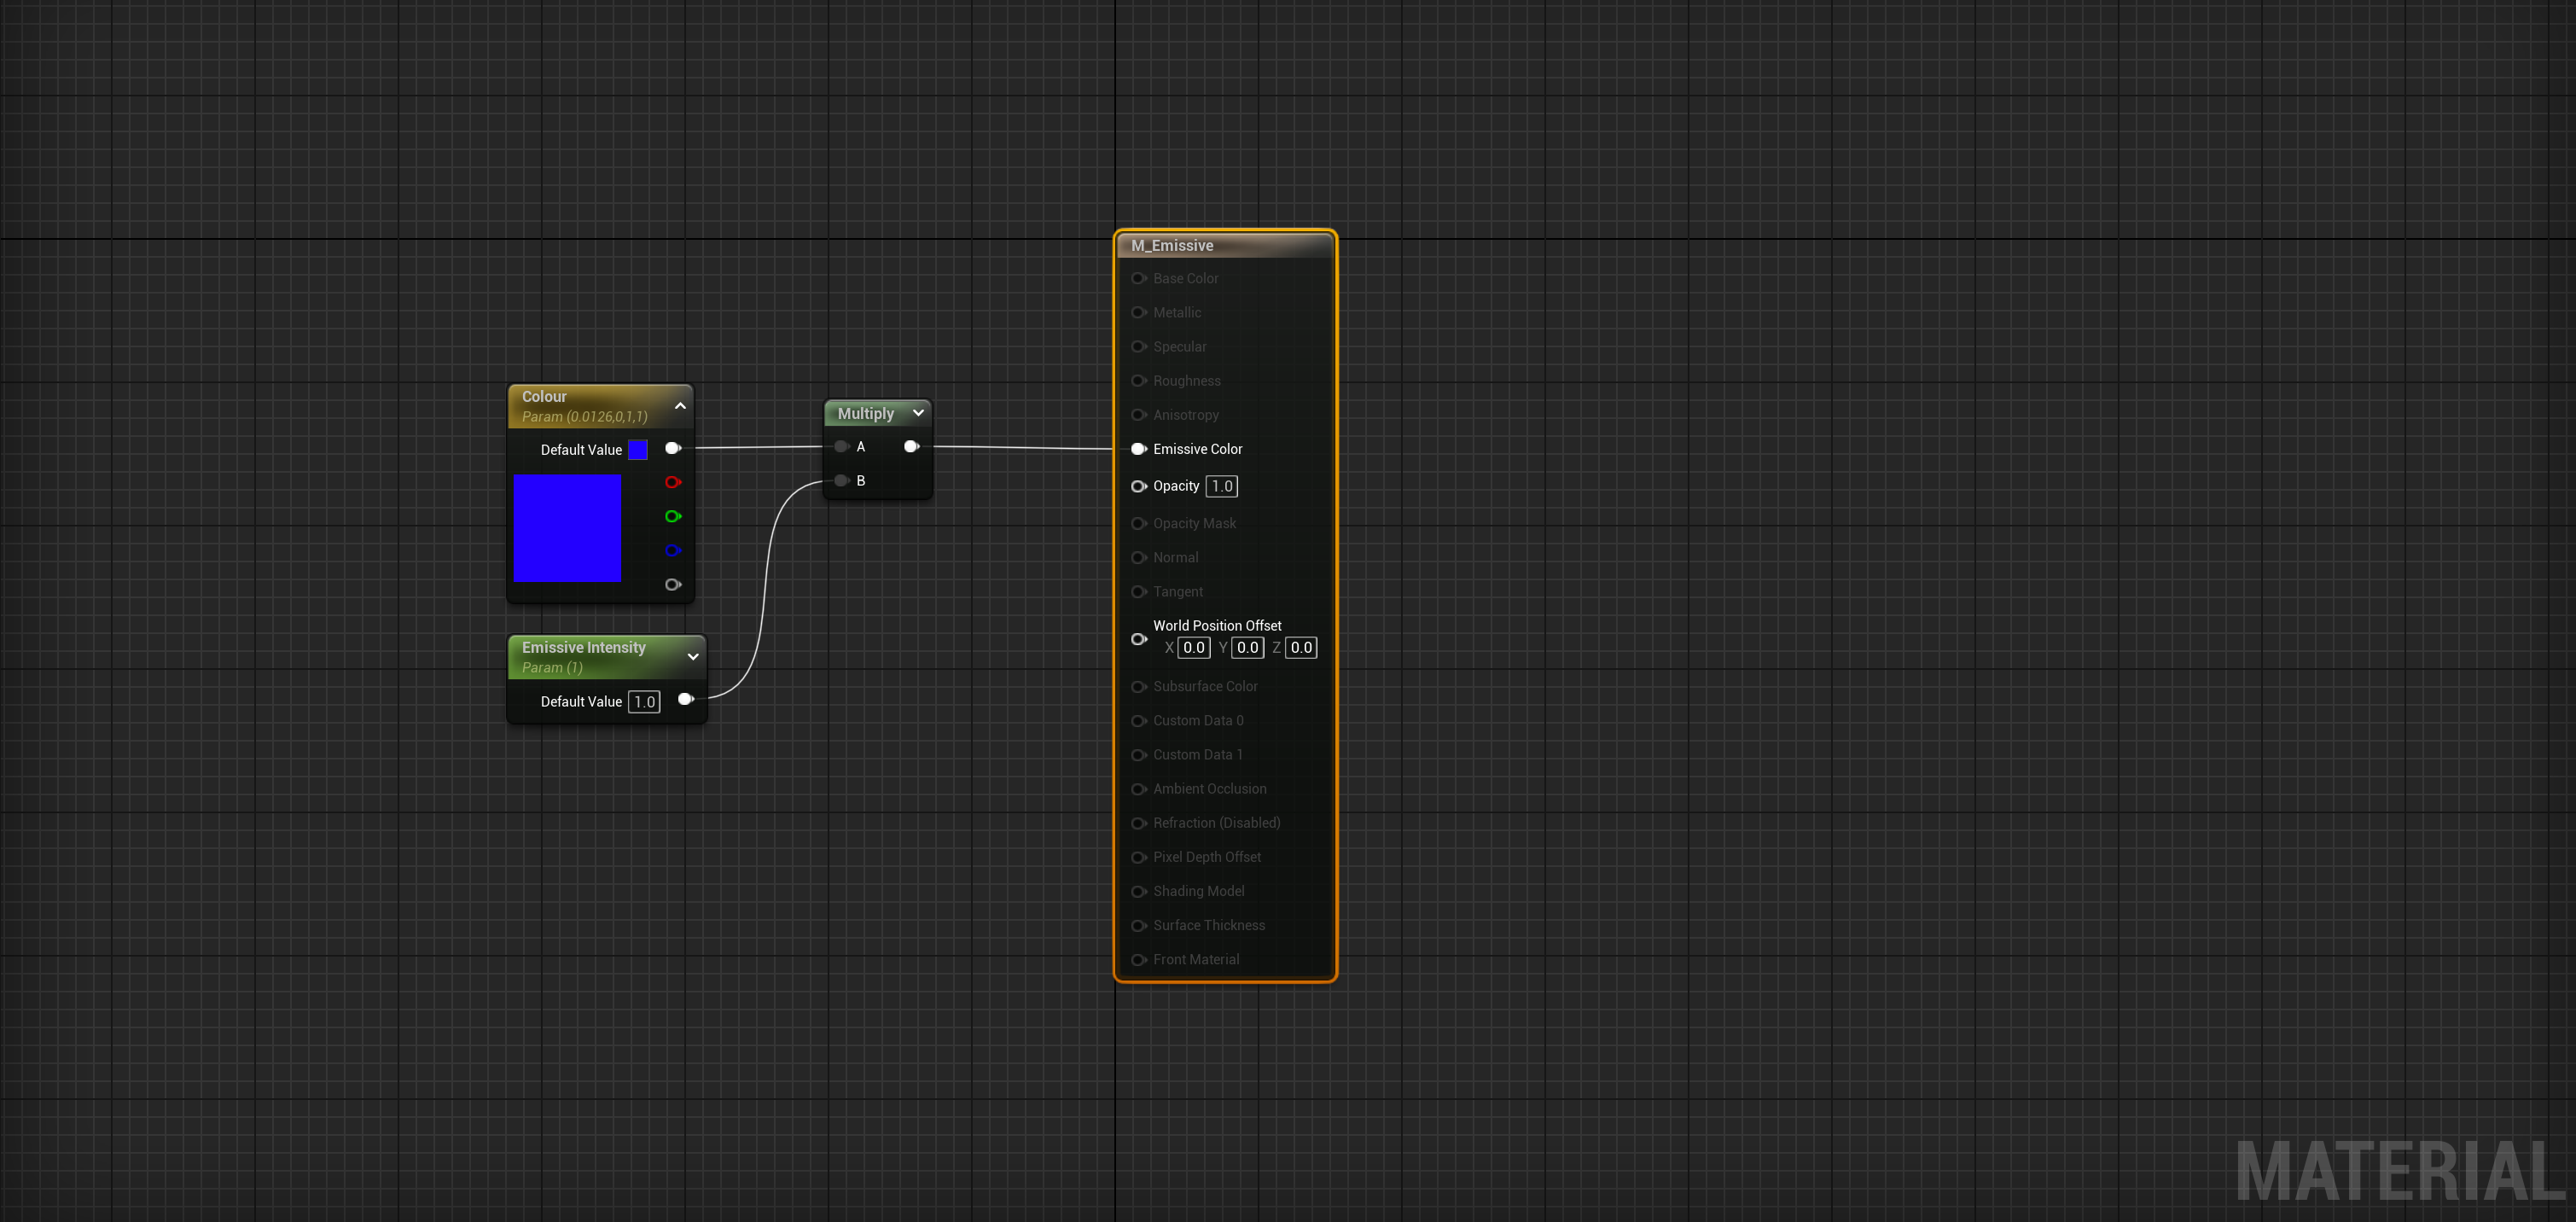 Colour
Param (0.0126,0,1,1)
Default Value
Emissive Intensity
Param (1)
Default Value 1.0
Multiply
A
B
M_Emissive
Base Color
Metallic
Specular
Roughness
Anisotropy
Emissive Color
Opacity 1.0
Opacity Mask
Normal
Tangent
World Position Offset
X 0.0 Y 0.0 Z 0.0
Subsurface Color
Custom Data 0
Custom Data 1
Ambient Occlusion
Refraction (Disabled)
Pixel Depth Offset
Shading Model
Surface Thickness
Front Material
MATERIAL